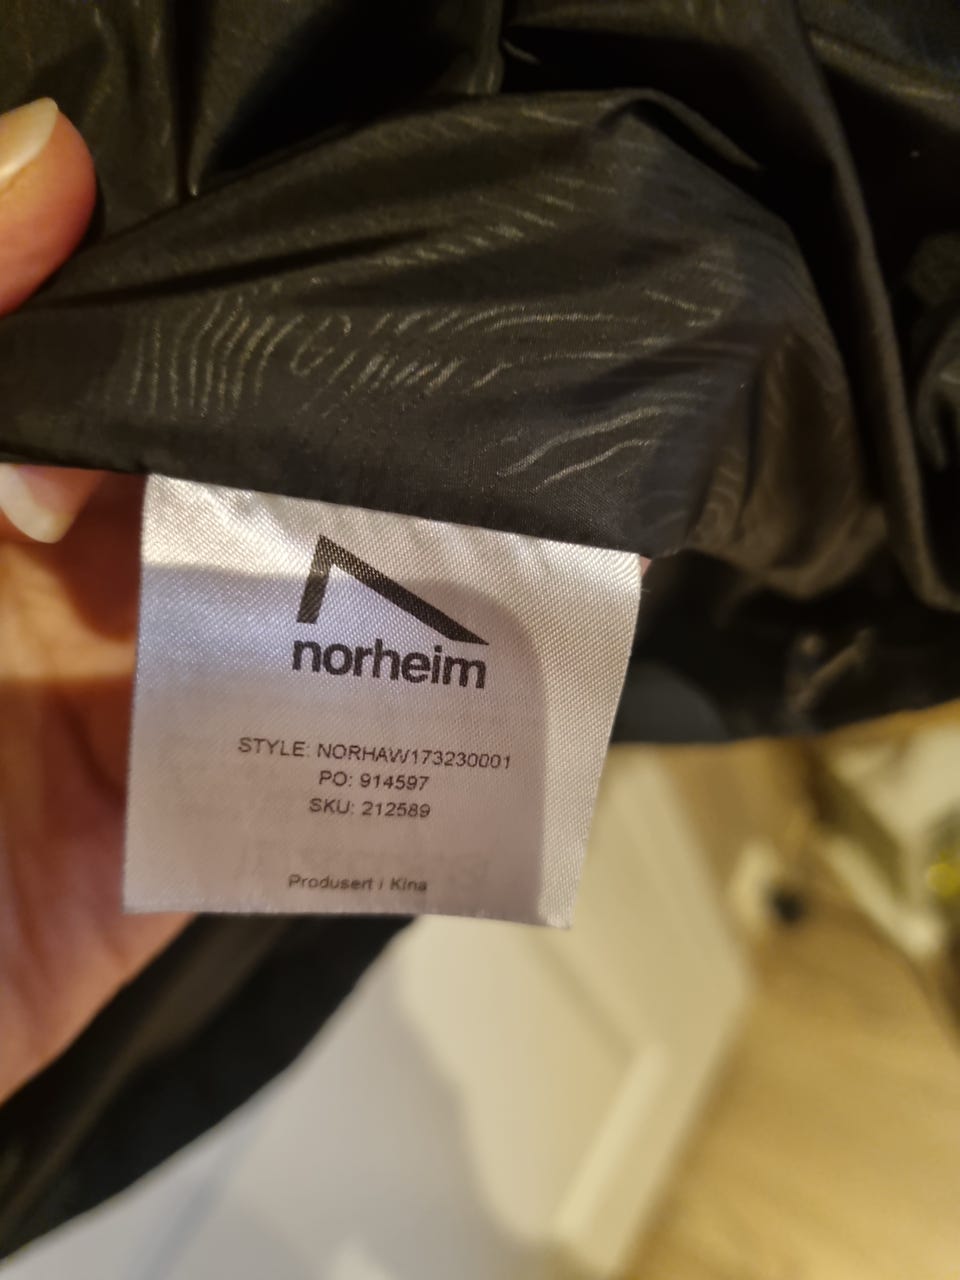 norheim
STYLE: NORHAW173230001
PO: 914597
SKU: 212589
Produsert i Kina